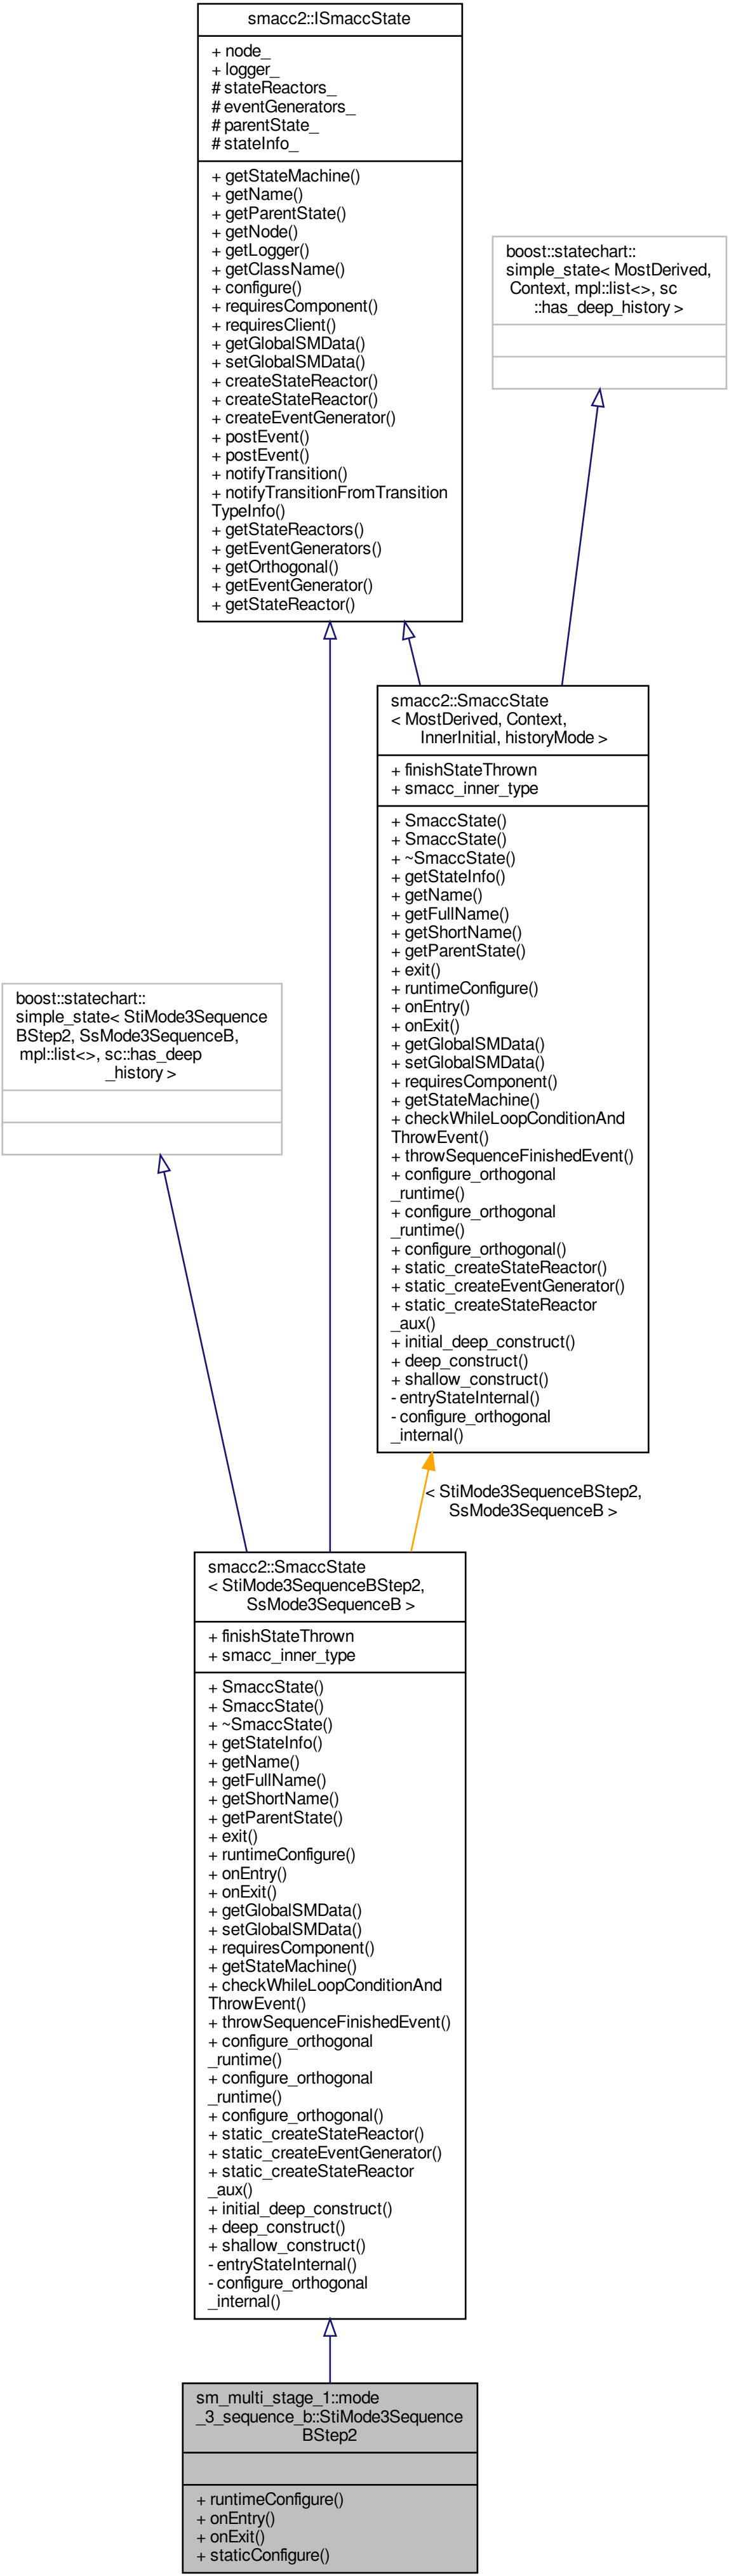 smacc2::ISmaccState
+ node_
+ logger_
# stateReactors_
# eventGenerators_
# parentState_
# stateInfo_
+ getStateMachine()
+ getName()
+ getParentState()
+ getNode()
+ getLogger()
+ getClassName()
+ configure()
+ requiresComponent()
+ requiresClient()
+ getGlobalSMData()
+ setGlobalSMData()
+ createStateReactor()
+ createStateReactor()
+ createEventGenerator()
+ postEvent()
+ postEvent()
+ notifyTransition()
+ notifyTransitionFromTransition
TypeInfo()
+ getStateReactors()
+ getEventGenerators()
+ getOrthogonal()
+ getEventGenerator()
+ getStateReactor()
boost::statechart::
simple_state< MostDerived,
Context, mpl::list<>, sc
::has_deep_history >
smacc2::SmaccState
< MostDerived, Context,
InnerInitial, historyMode >
+ finishStateThrown
+ smacc_inner_type
+ SmaccState()
+ SmaccState()
+ ~SmaccState()
+ getStateInfo()
+ getName()
+ getFullName()
+ getShortName()
+ getParentState()
+ exit()
+ runtimeConfigure()
+ onEntry()
+ onExit()
+ getGlobalSMData()
+ setGlobalSMData()
+ requiresComponent()
+ getStateMachine()
+ checkWhileLoopConditionAnd
ThrowEvent()
+ throwSequenceFinishedEvent()
+ configure_orthogonal
_runtime()
+ configure_orthogonal
_runtime()
+ configure_orthogonal()
+ static_createStateReactor()
+ static_createEventGenerator()
+ static_createStateReactor
_aux()
+ initial_deep_construct()
+ deep_construct()
+ shallow_construct()
- entryStateInternal()
- configure_orthogonal
_internal()
boost::statechart::
simple_state< StiMode3Sequence
BStep2, SsMode3SequenceB,
mpl::list<>, sc::has_deep
_history >
< StiMode3SequenceBStep2,
SsMode3SequenceB >
smacc2::SmaccState
< StiMode3SequenceBStep2,
SsMode3SequenceB >
+ finishStateThrown
+ smacc_inner_type
+ SmaccState()
+ SmaccState()
+ ~SmaccState()
+ getStateInfo()
+ getName()
+ getFullName()
+ getShortName()
+ getParentState()
+ exit()
+ runtimeConfigure()
+ onEntry()
+ onExit()
+ getGlobalSMData()
+ setGlobalSMData()
+ requiresComponent()
+ getStateMachine()
+ checkWhileLoopConditionAnd
ThrowEvent()
+ throwSequenceFinishedEvent()
+ configure_orthogonal
_runtime()
+ configure_orthogonal
_runtime()
+ configure_orthogonal()
+ static_createStateReactor()
+ static_createEventGenerator()
+ static_createStateReactor
_aux()
+ initial_deep_construct()
+ deep_construct()
+ shallow_construct()
- entryStateInternal()
- configure_orthogonal
_internal()
sm_multi_stage_1::mode
_3_sequence_b::StiMode3Sequence
BStep2
+ runtimeConfigure()
+ onEntry()
+ onExit()
+ staticConfigure()